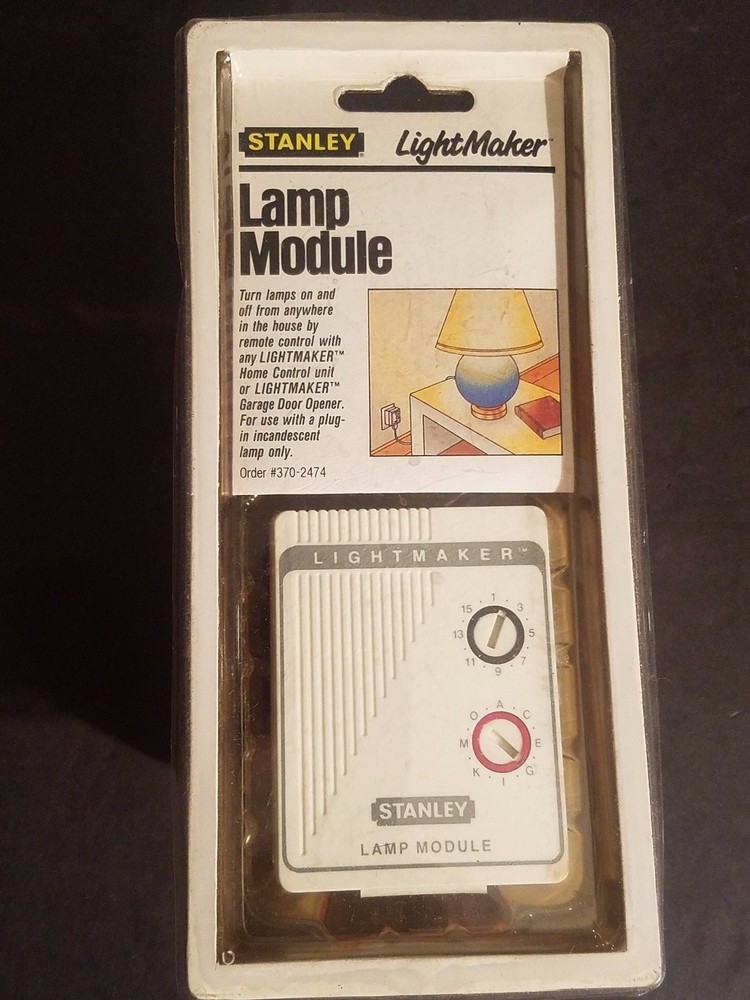 STANLEY® LightMaker™
Lamp
Module
Turn lamps on and
off from anywhere
in the house by
remote control with
any LIGHTMAKER™
Home Control unit
or LIGHTMAKER™
Garage Door Opener.
For use with a plug-
in incandescent
lamp only.
Order #370-2474
LIGHTMAKER™
1
15 3
13 5
11 7
9
A
O C
M E
K G
I
STANLEY
LAMP MODULE